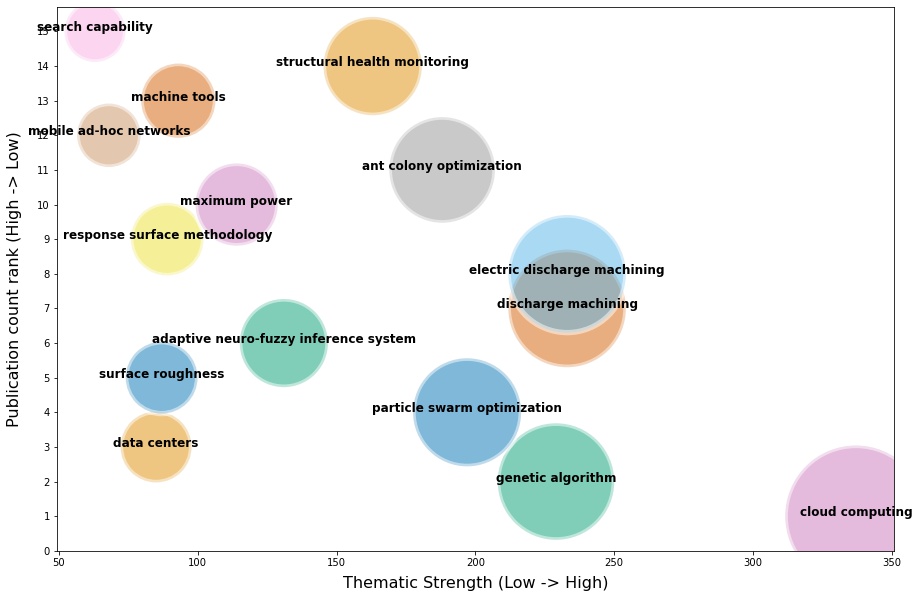 search capability
15
structural health monitoring
14
machine tools
13
mobile ad-hoc networks
12
ant colony optimization
11
maximum power
10
response surface methodology
9
electric discharge machining
8
discharge machining
7
adaptive neuro-fuzzy inference system
6
surface roughness
5
particle swarm optimization
4
data centers
3
genetic algorithm
2
cloud computing
1
0
Publication count rank (High -> Low)
50 100 150 200 250 300 350
Thematic Strength (Low -> High)